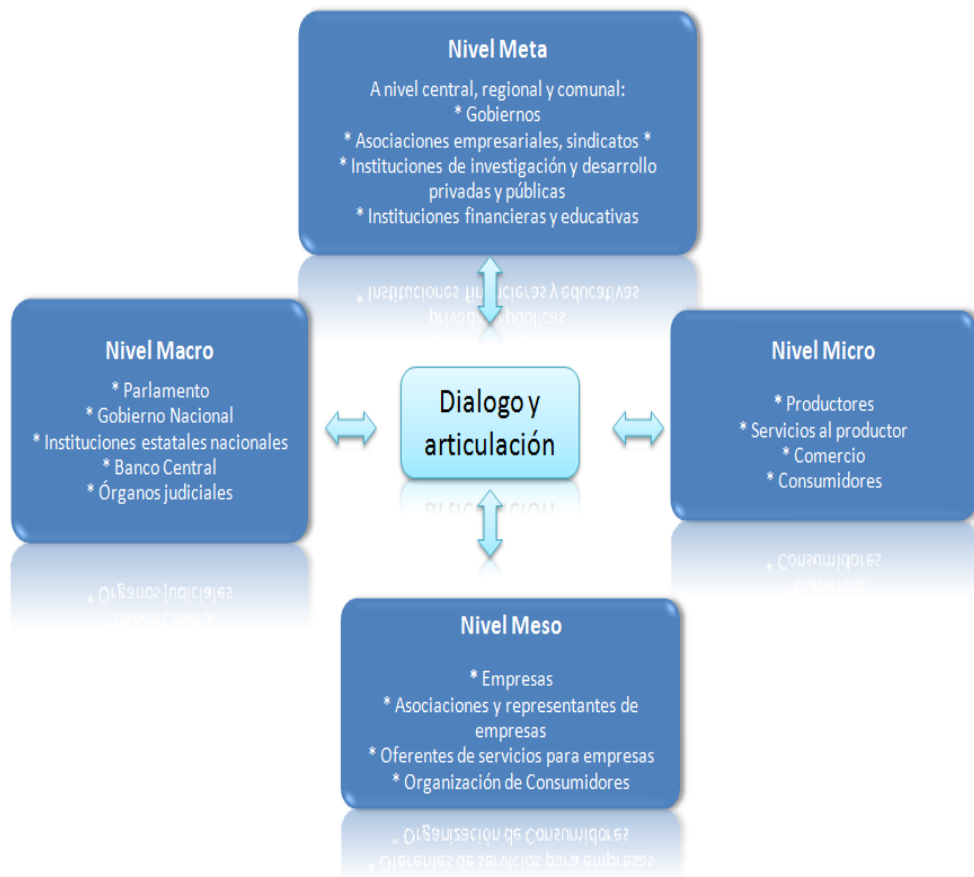 Nivel Meta
A nivel central, regional y comunal:
* Gobiernos
* Asociaciones empresariales, sindicatos *
* Instituciones de investigación y desarrollo
privadas y públicas
* Instituciones financieras y educativas
Nivel Macro
* Parlamento
* Gobierno Nacional
* Instituciones estatales nacionales
* Banco Central
* Órganos judiciales
Dialogo y
articulación
Nivel Micro
* Productores
* Servicios al productor
* Comercio
* Consumidores
Nivel Meso
* Empresas
* Asociaciones y representantes de
empresas
* Oferentes de servicios para empresas
* Organización de Consumidores